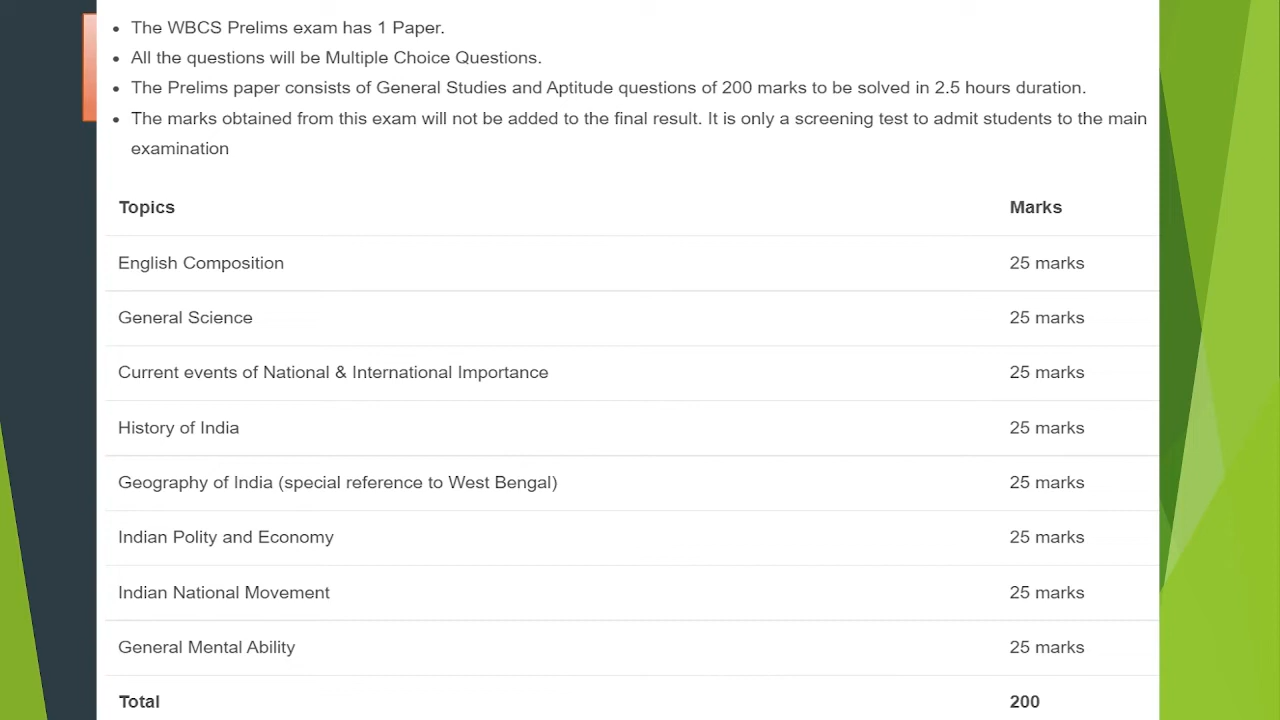 The WBCS Prelims exam has 1 Paper.
All the questions will be Multiple Choice Questions.
The Prelims paper consists of General Studies and Aptitude questions of 200 marks to be solved in 2.5 hours duration.
The marks obtained from this exam will not be added to the final result. It is only a screening test to admit students to the main
examination
Topics Marks
English Composition 25 marks
General Science 25 marks
Current events of National & International Importance 25 marks
History of India 25 marks
Geography of India (special reference to West Bengal) 25 marks
Indian Polity and Economy 25 marks
Indian National Movement 25 marks
General Mental Ability 25 marks
Total 200